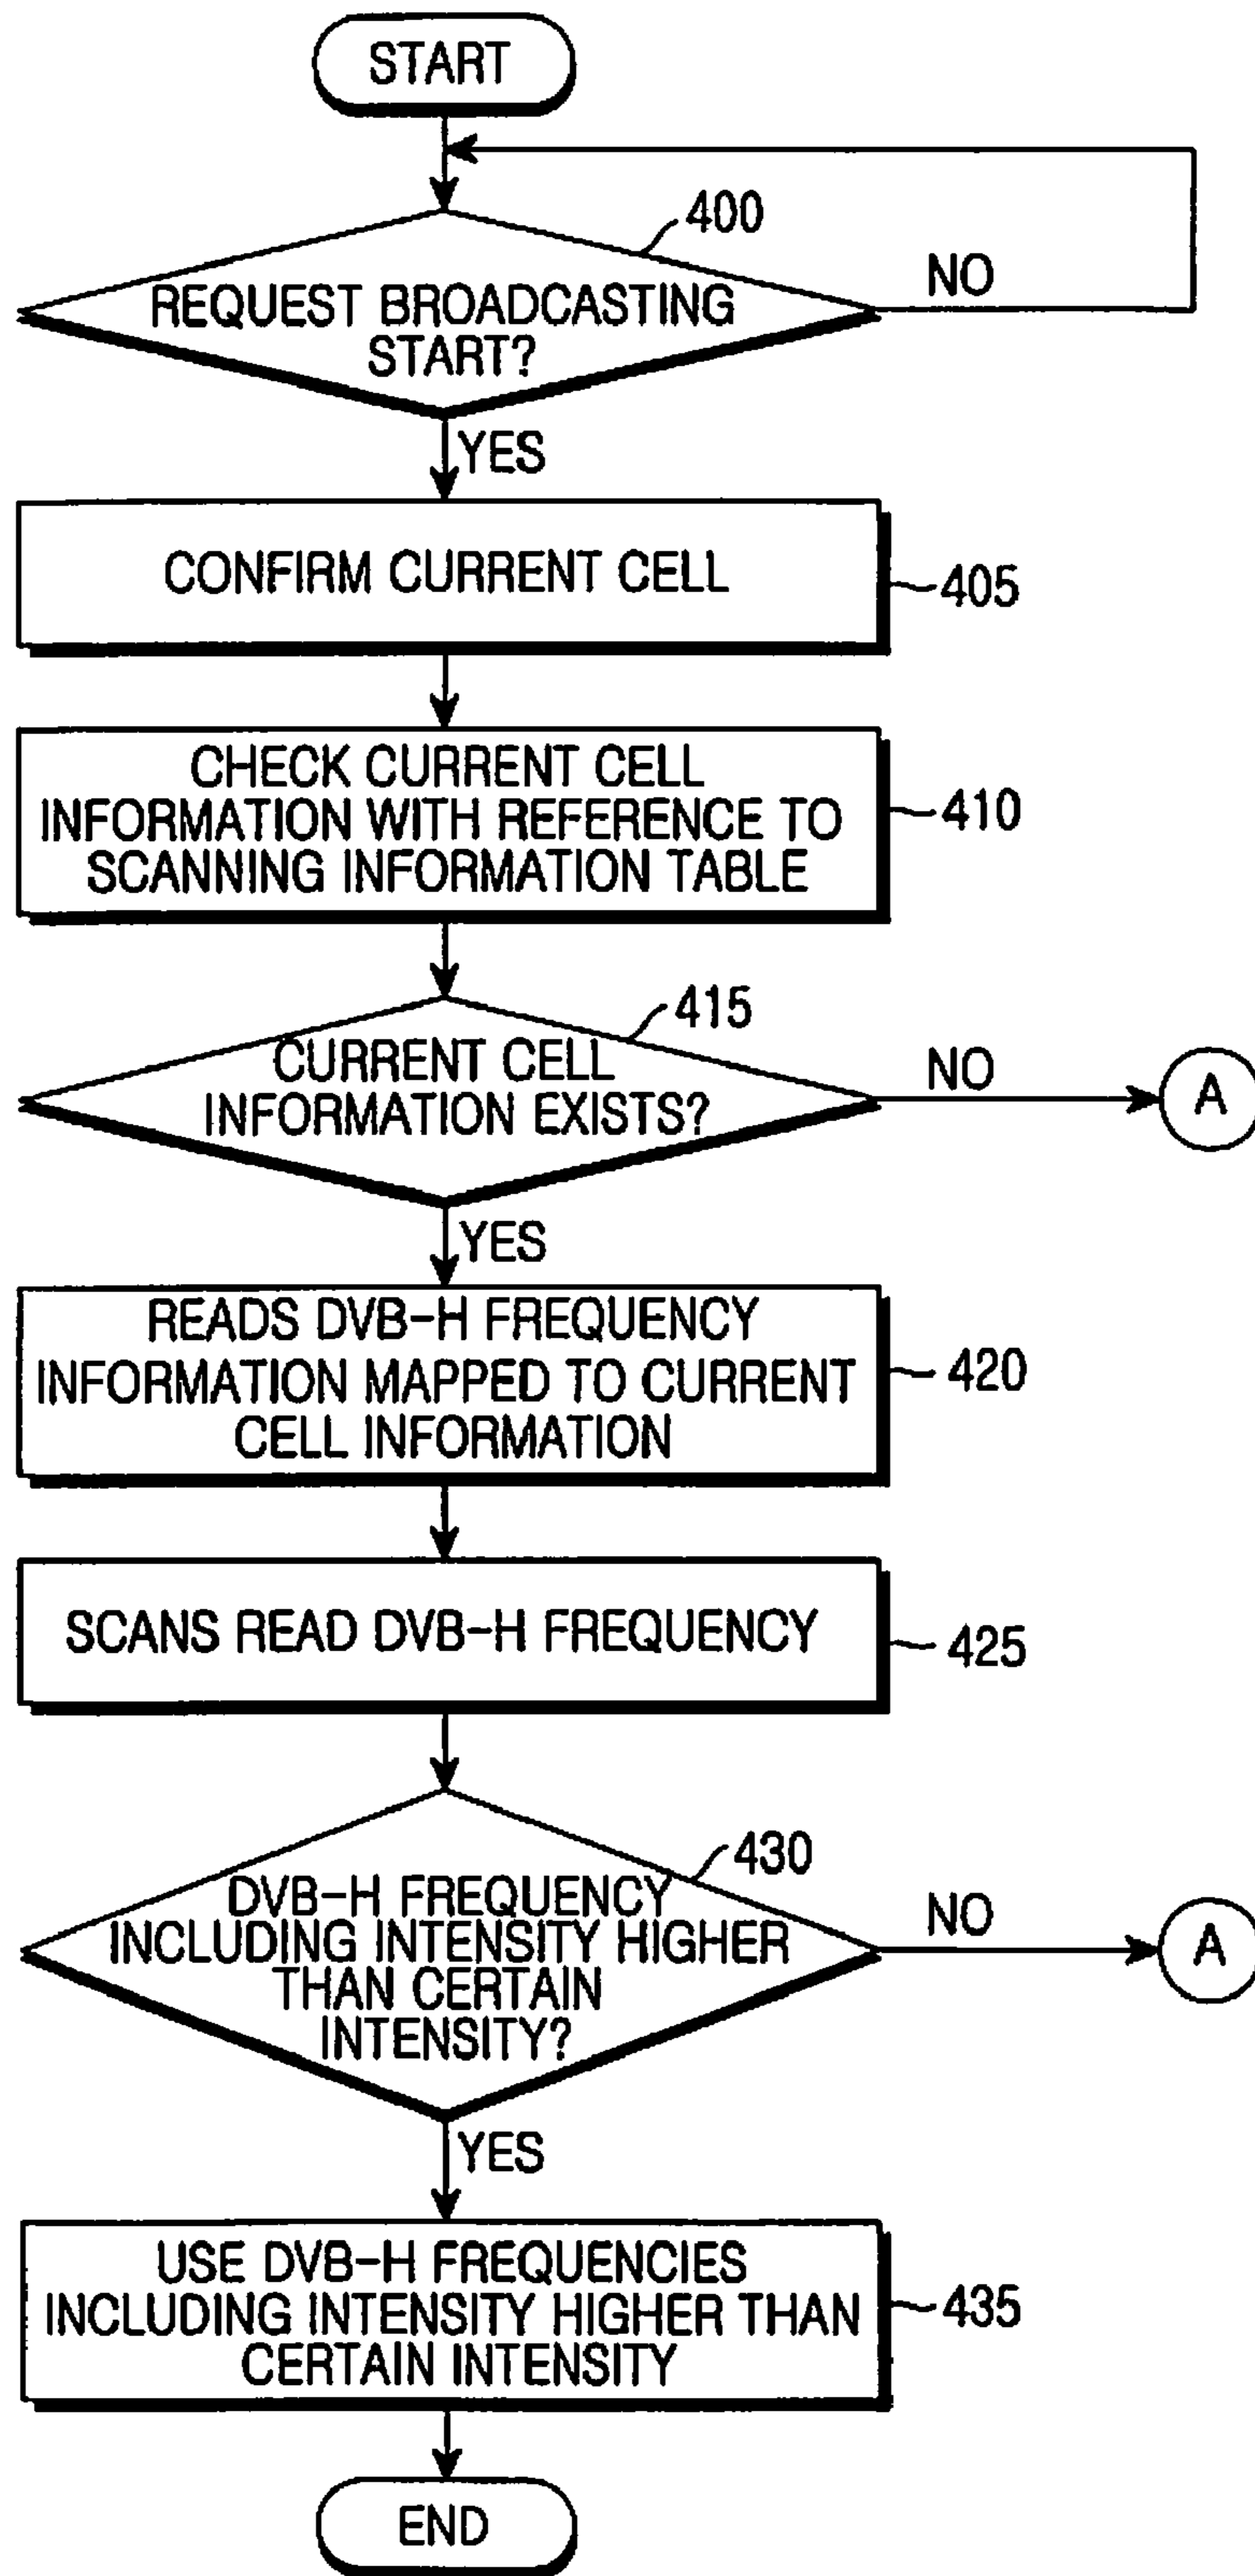 START
400
NO
REQUEST BROADCASTING
START?
YES
CONFIRM CURRENT CELL
405
CHECK CURRENT CELL
INFORMATION WITH REFERENCE TO
SCANNING INFORMATION TABLE
410
415
CURRENT CELL
INFORMATION EXISTS?
NO
A
YES
READS DVB-H FREQUENCY
INFORMATION MAPPED TO CURRENT
CELL INFORMATION
420
SCANS READ DVB-H FREQUENCY
425
430
DVB-H FREQUENCY
INCLUDING INTENSITY HIGHER
THAN CERTAIN
INTENSITY?
NO
A
YES
USE DVB-H FREQUENCIES
INCLUDING INTENSITY HIGHER THAN
CERTAIN INTENSITY
435
END